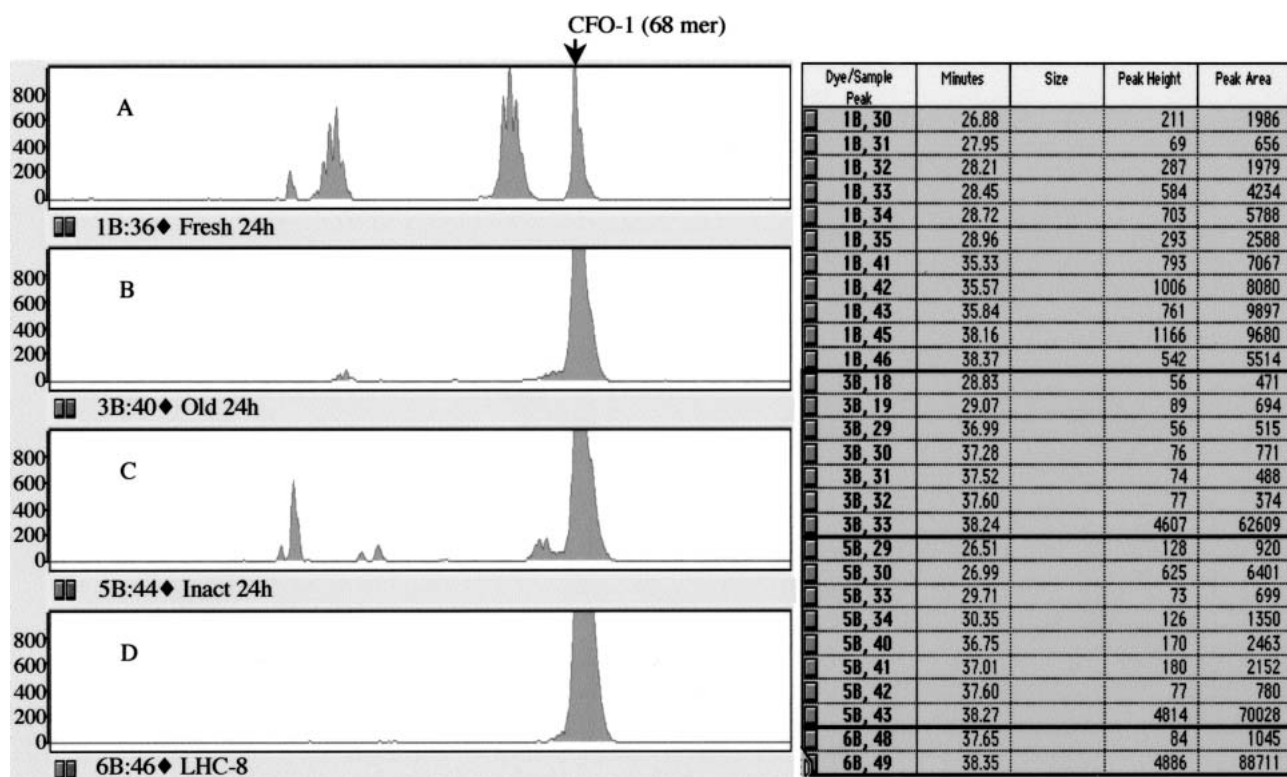 CFO-1 (68 mer)
800
600
400
200
0
A
1B:36♦ Fresh 24h
800
600
400
200
0
B
3B:40♦ Old 24h
800
600
400
200
0
C
5B:44♦ Inact 24h
800
600
400
200
0
D
6B:46♦ LHC-8
Dye/Sample Peak Minutes Size Peak Height Peak Area
1B, 30 26.88 211 1986
1B, 31 27.95 69 656
1B, 32 28.21 287 1979
1B, 33 28.45 584 4234
1B, 34 28.72 703 5788
1B, 35 28.96 293 2588
1B, 41 35.33 793 7067
1B, 42 35.57 1006 8080
1B, 43 35.84 761 9897
1B, 45 38.16 1166 9680
1B, 46 38.37 542 5514
3B, 18 28.83 56 471
3B, 19 29.07 89 694
3B, 29 36.99 56 515
3B, 30 37.28 76 771
3B, 31 37.52 74 488
3B, 32 37.60 77 374
3B, 33 38.24 4607 62609
5B, 29 26.51 128 920
5B, 30 26.99 625 6401
5B, 33 29.71 73 699
5B, 34 30.35 126 1350
5B, 40 36.75 170 2463
5B, 41 37.01 180 2152
5B, 42 37.60 77 780
5B, 43 38.27 4814 70028
6B, 48 37.65 84 1045
6B, 49 38.35 4886 88711